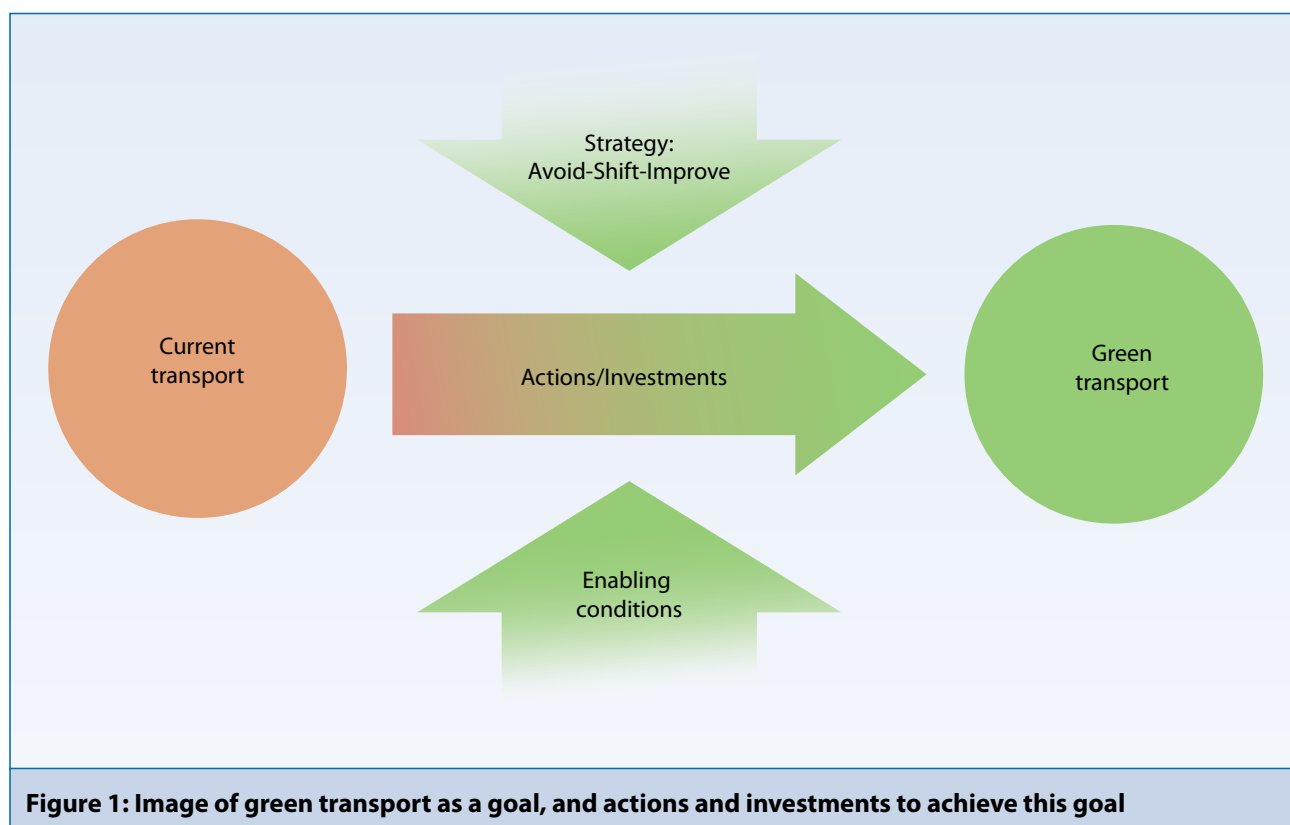 Strategy:
Avoid-Shift-Improve
Current
transport
Actions/Investments
Green
transport
Enabling
conditions
Figure 1: Image of green transport as a goal, and actions and investments to achieve this goal